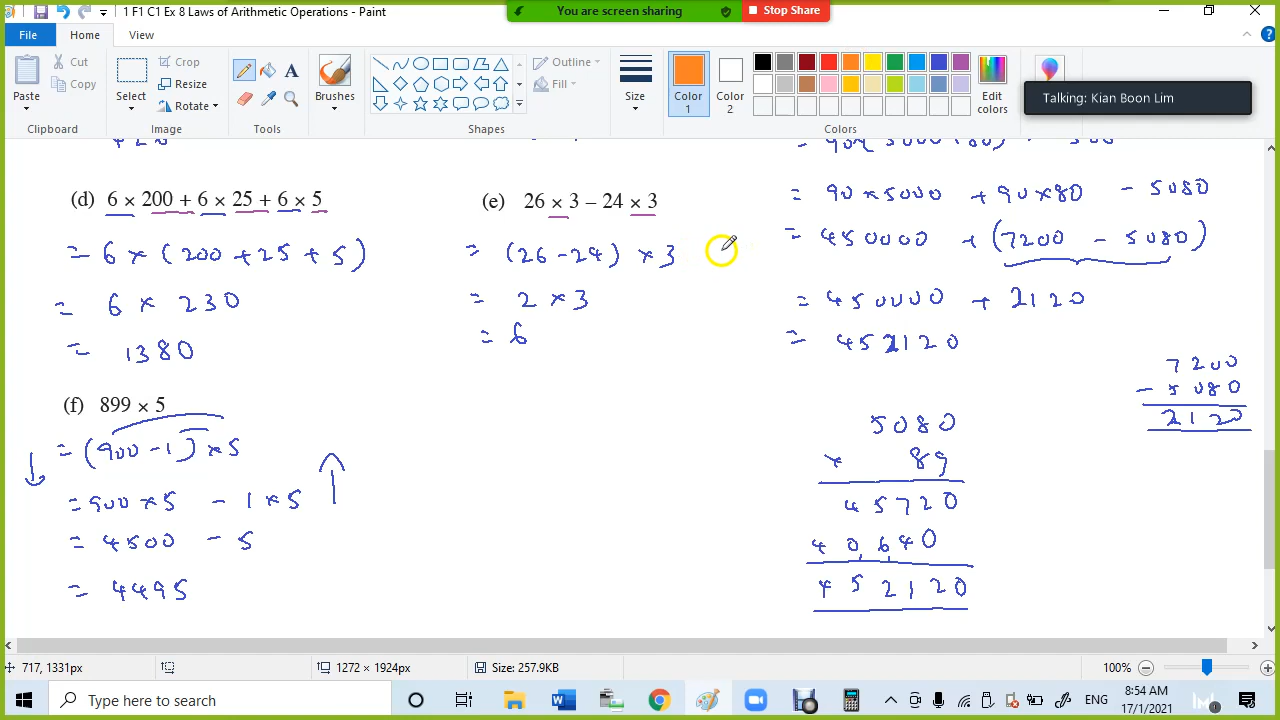 1 F1 C1 Ex 8 Laws of Arithmetic Operations - Paint
You are screen sharing
Stop Share
File
Home
View
Paste
Cut
Copy
Clipboard
Select
Crop
Resize
Rotate
Image
A
Tools
Brushes
Outline
Fill
Shapes
Size
Color 1
Color 2
Edit colors
Colors
Talking: Kian Boon Lim
(d) 6 × 200 + 6 × 25 + 6 × 5
= 6 × (200 + 25 + 5)
= 6 × 230
= 1380
(e) 26 × 3 – 24 × 3
= (26 - 24) × 3
= 2 × 3
= 6
= 90 × 5000 + 90 × 80 - 5080
= 450000 + (7200 - 5080)
= 450000 + 2120
= 452120
7200
- 5080
2120
(f) 899 × 5
= (900 - 1) × 5
= 900 × 5 - 1 × 5
= 4500 - 5
= 4495
5080
× 89
45720
40640
452120
717, 1331px
1272 × 1924px
Size: 257.9KB
100%
Type here to search
W
ENG
8:54 AM
17/1/2021